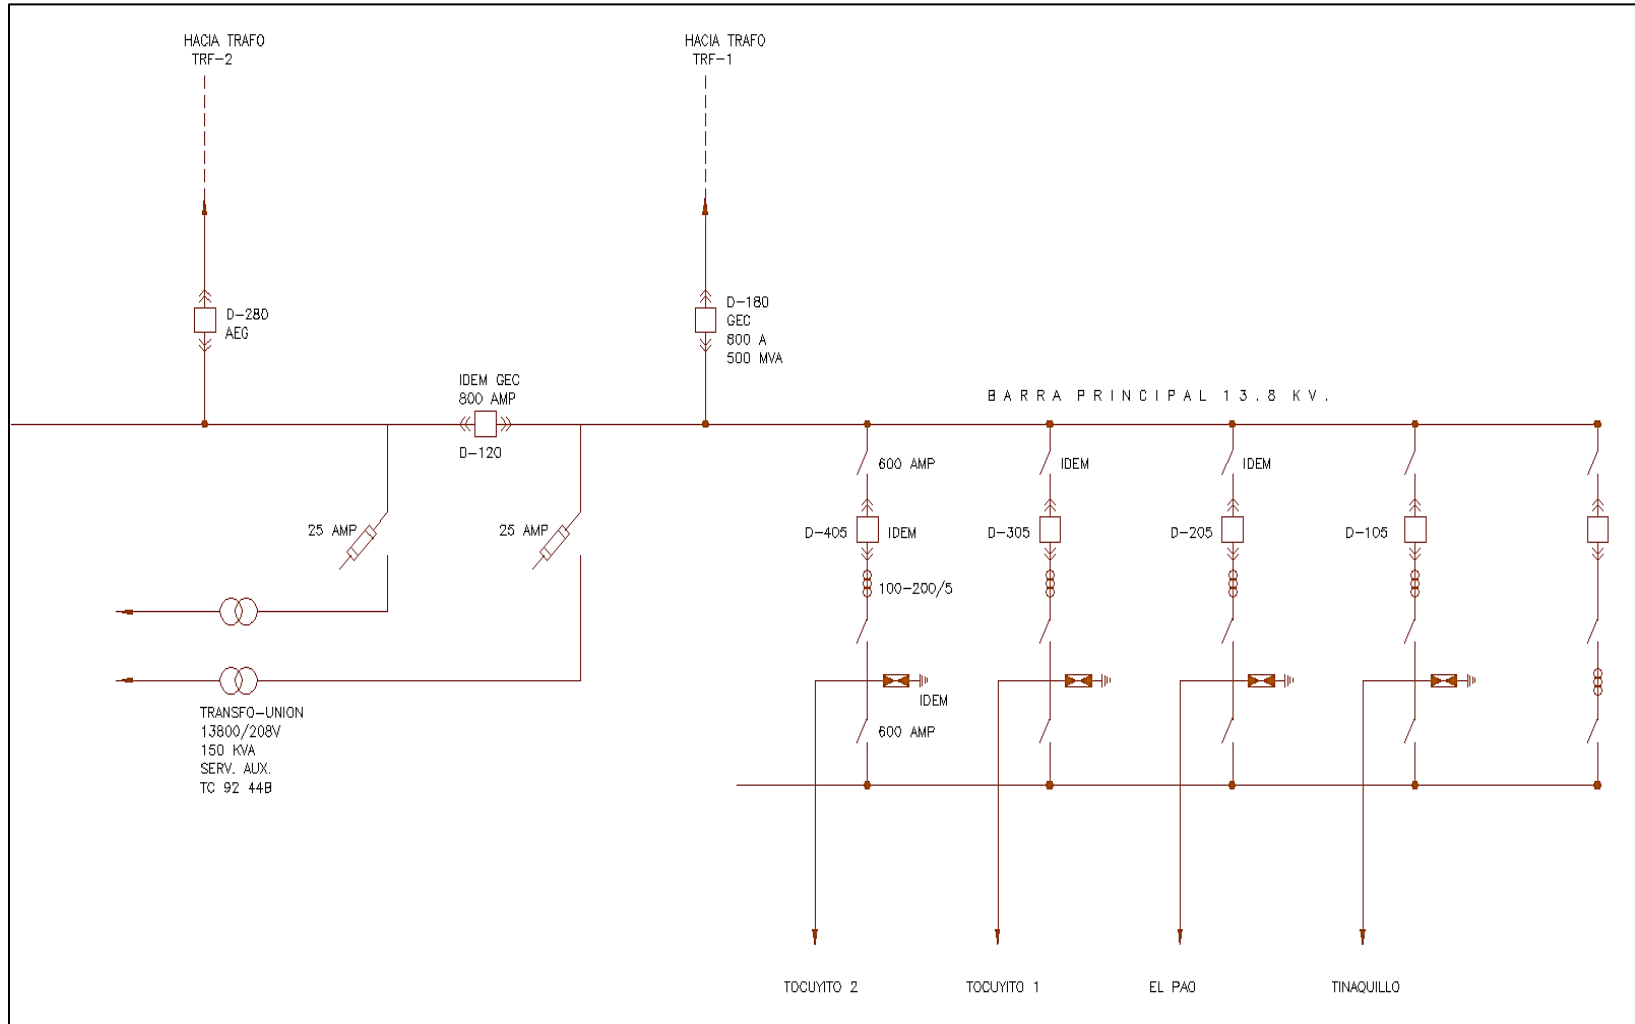 HACIA TRAFO
TRF-2
HACIA TRAFO
TRF-1
D-280
AEG
D-180
GEC
800 A
500 MVA
IDEM GEC
800 AMP
D-120
BARRA PRINCIPAL 13.8 KV.
600 AMP
IDEM
IDEM
25 AMP
25 AMP
D-405
IDEM
D-305
D-205
D-105
100-200/5
IDEM
600 AMP
TRANSFO-UNION
13800/208V
150 KVA
SERV. AUX.
TC 92 44B
TOCUYITO 2
TOCUYITO 1
EL PAO
TINAQUILLO